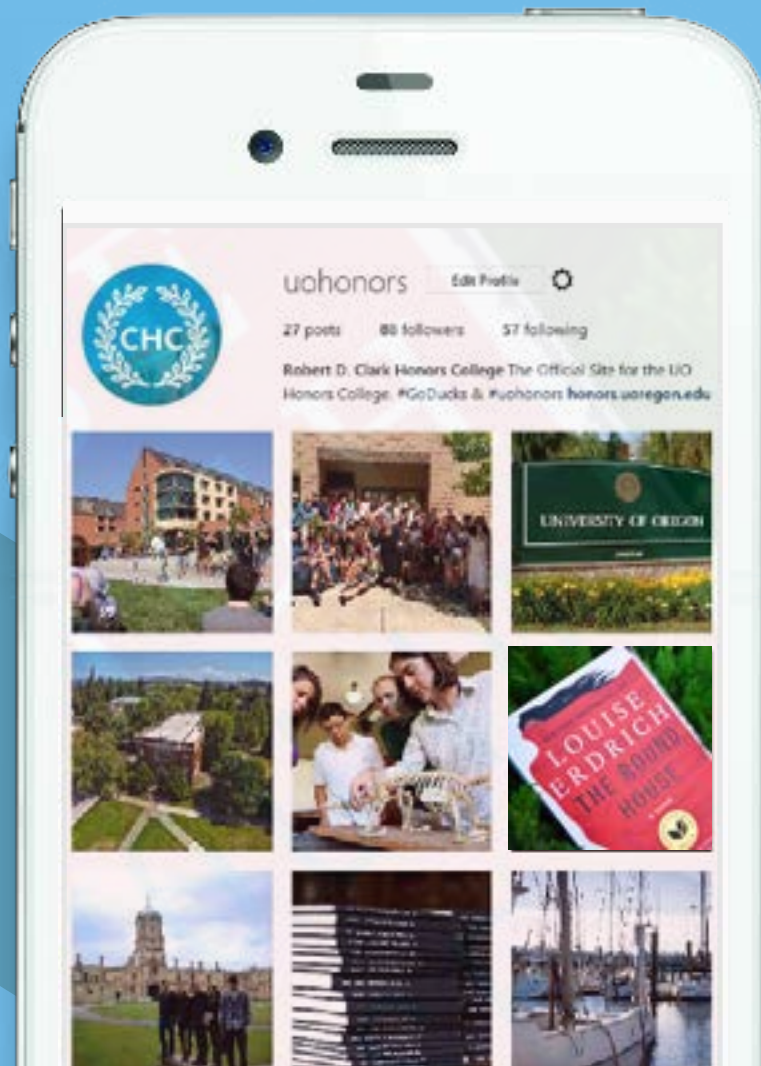 CHC
uohonors Edit Profile
27 posts 88 followers 57 following
Robert D. Clark Honors College The Official Site for the UO
Honors College. #GoDucks & #uohonors honors.uoregon.edu
UNIVERSITY OF OREGON
LOUISE
ERDRICH
THE ROUND
HOUSE